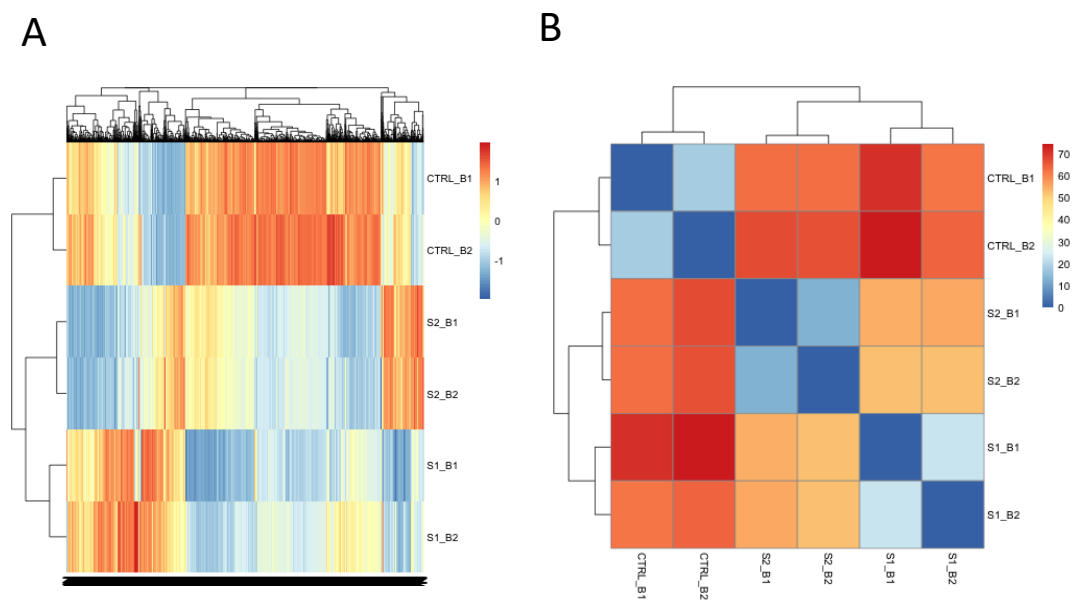 A
B
1
0
-1
CTRL_B1
CTRL_B2
S2_B1
S2_B2
S1_B1
S1_B2
70
60
50
40
30
20
10
0
CTRL_B1
CTRL_B2
S2_B1
S2_B2
S1_B1
S1_B2
CTRL_B1
CTRL_B2
S2_B1
S2_B2
S1_B1
S1_B2